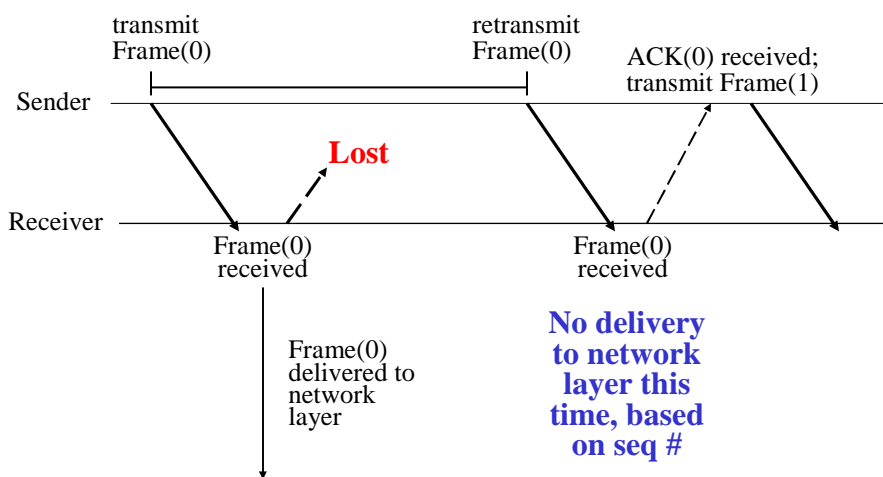 transmit
Frame(0)
retransmit
Frame(0)
ACK(0) received;
transmit Frame(1)
Sender
Lost
Receiver
Frame(0)
received
Frame(0)
received
Frame(0)
delivered to
network
layer
No delivery
to network
layer this
time, based
on seq #